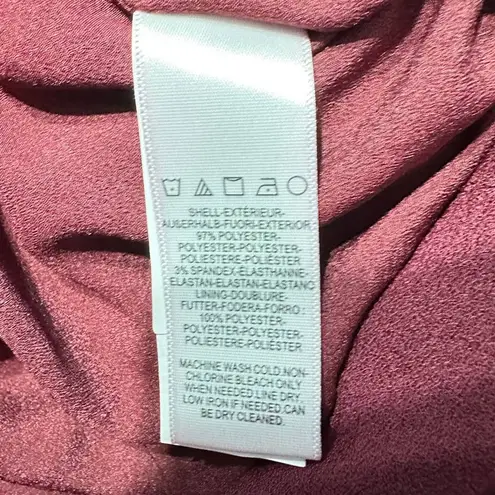 SHELL-EXTÉRIEUR-
AUßERHALB-FUORI-EXTERIOR
97% POLYESTER-
POLYESTER-POLYESTER-
POLIESTERE-POLIÉSTER
3% SPANDEX-ELASTHANNE-
ELASTAN-ELASTAN-ELASTANO
LINING-DOUBLURE-
FUTTER-FODERA-FORRO :
100% POLYESTER-
POLYESTER-POLYESTER-
POLIESTERE-POLIÉSTER
MACHINE WASH COLD.NON-
CHLORINE BLEACH ONLY
WHEN NEEDED.LINE DRY.
LOW IRON IF NEEDED.CAN
BE DRY CLEANED.